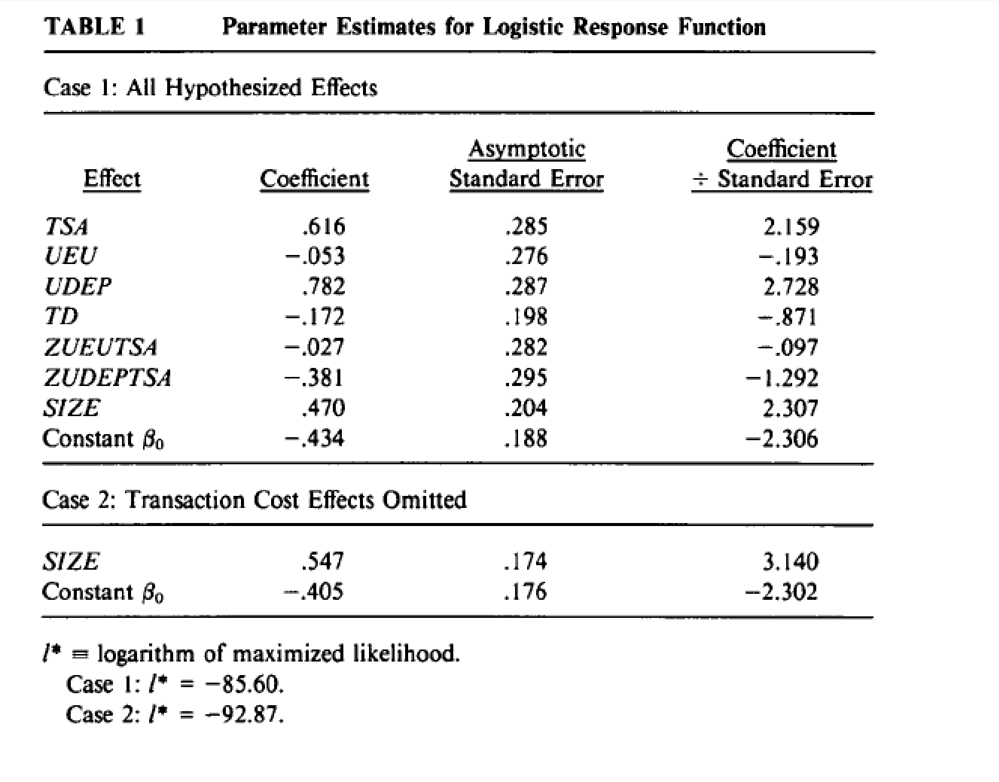 TABLE 1 Parameter Estimates for Logistic Response Function
Case 1: All Hypothesized Effects
Asymptotic Coefficient
Effect Coefficient Standard Error ÷ Standard Error
TSA .616 .285 2.159
UEU −.053 .276 −.193
UDEP .782 .287 2.728
TD −.172 .198 −.871
ZUEUTSA −.027 .282 −.097
ZUDEPTSA −.381 .295 −1.292
SIZE .470 .204 2.307
Constant β₀ −.434 .188 −2.306
Case 2: Transaction Cost Effects Omitted
SIZE .547 .174 3.140
Constant β₀ −.405 .176 −2.302
l* ≡ logarithm of maximized likelihood.
Case 1: l* = −85.60.
Case 2: l* = −92.87.